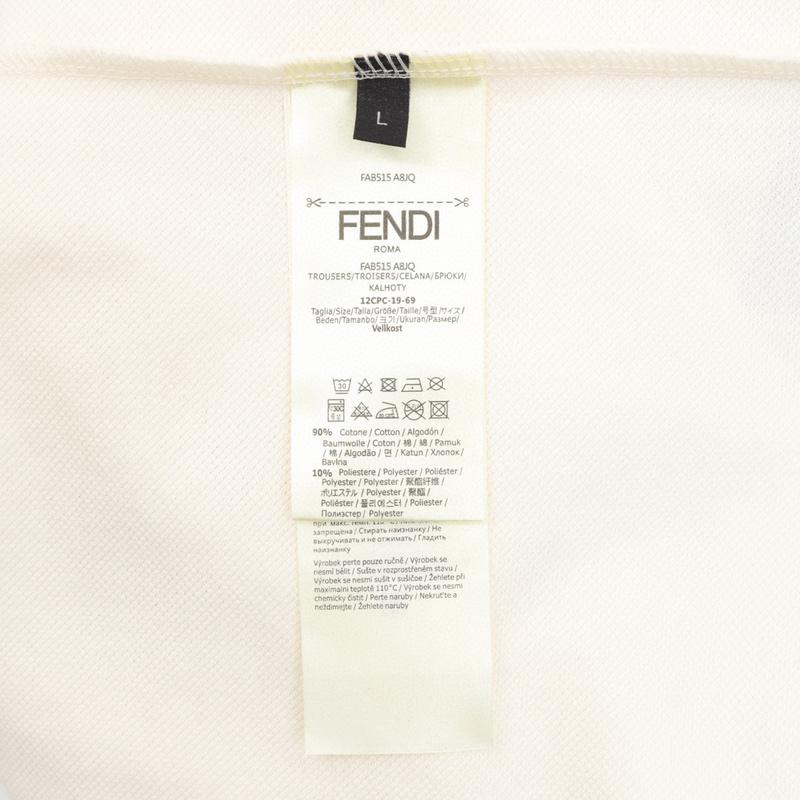 L
FAB515 A8JQ
FENDI
ROMA
FAB515 A8JQ
TROUSERS/TROISERS/CELANA/БРЮКИ/
KALHOTY
12CPC-19-69
Taglia/Size/Talla/Größe/Taille/号型/サイズ/
Beden/Tamanbo/크기/Ukuran/Размер/
Vellkost
30
90% Cotone / Cotton / Algodón /
Baumwolle / Coton / 棉 / 綿 / Pamuk
/ 棉 / Algodão / 면 / Katun / Хлопок /
Bavlna
10% Poliestere / Polyester / Poliéster /
Polyester / Polyester / 聚酯纤维 /
ポリエステル / Polyester / 聚酯 /
Poliéster / 폴리에스터 / Polyester /
Полиэстер / Polyester
запрещена / Стирать наизнанку / Не
выкручивать и не отжимать / Гладить
наизнанку
Výrobek perte pouze ručně / Výrobek se
nesmí bělit / Sušte v rozprostřeném stavu /
Výrobek se nesmí sušit v sušičce / Žehlete při
maximalni teplotě 110°C / Výrobek se nesmí
chemicky čistit / Perte naruby / Nekruťte a
neždímejte / Žehlete naruby